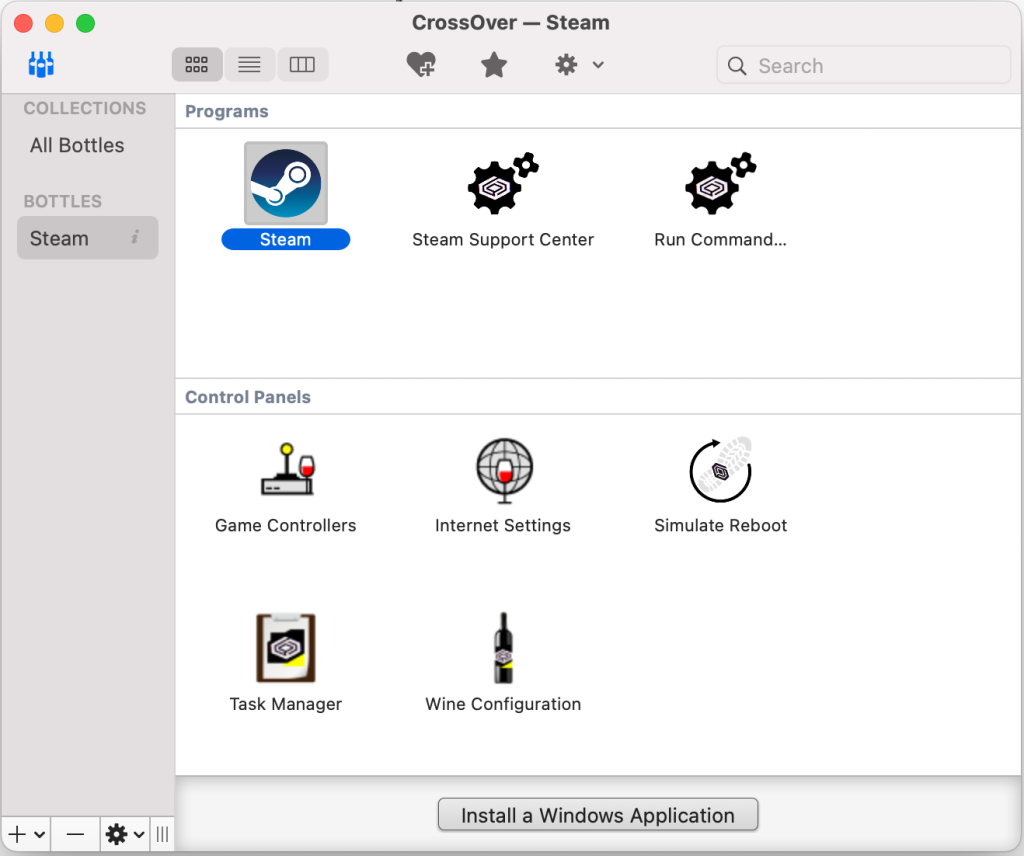 CrossOver — Steam
Search
COLLECTIONS
All Bottles
BOTTLES
Steam i
Programs
Steam
Steam Support Center
Run Command...
Control Panels
Game Controllers
Internet Settings
Simulate Reboot
Task Manager
Wine Configuration
Install a Windows Application